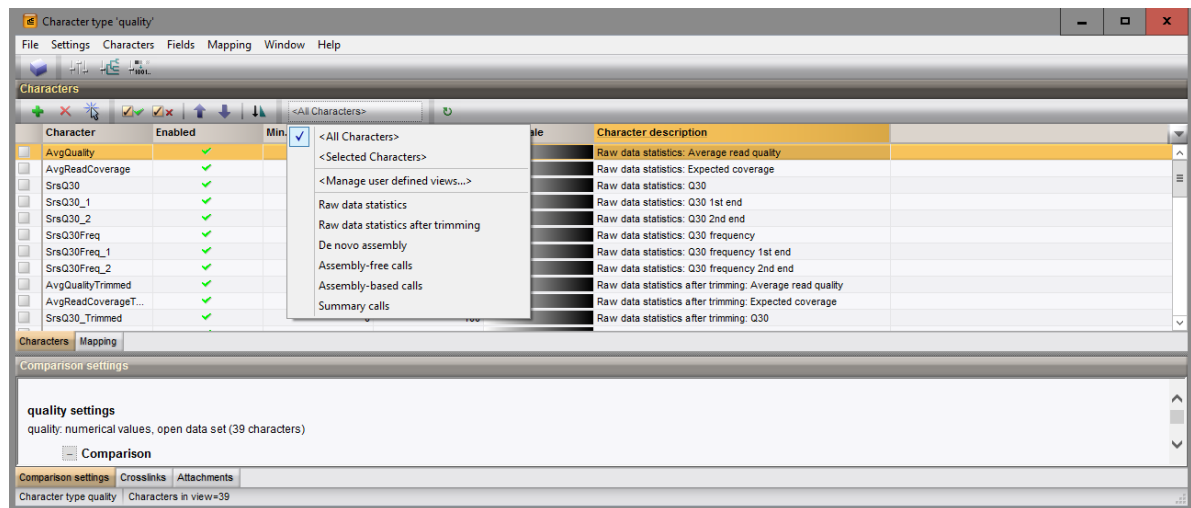 Character type 'quality'
File Settings Characters Fields Mapping Window Help
Characters
<All Characters>
Character Enabled Min. ale Character description
<All Characters>
<Selected Characters>
<Manage user defined views...>
Raw data statistics
Raw data statistics after trimming
De novo assembly
Assembly-free calls
Assembly-based calls
Summary calls
AvgQuality Raw data statistics: Average read quality
AvgReadCoverage Raw data statistics: Expected coverage
SrsQ30 Raw data statistics: Q30
SrsQ30_1 Raw data statistics: Q30 1st end
SrsQ30_2 Raw data statistics: Q30 2nd end
SrsQ30Freq Raw data statistics: Q30 frequency
SrsQ30Freq_1 Raw data statistics: Q30 frequency 1st end
SrsQ30Freq_2 Raw data statistics: Q30 frequency 2nd end
AvgQualityTrimmed Raw data statistics after trimming: Average read quality
AvgReadCoverageT... Raw data statistics after trimming: Expected coverage
SrsQ30_Trimmed Raw data statistics after trimming: Q30
Characters Mapping
Comparison settings
quality settings
quality: numerical values, open data set (39 characters)
Comparison
Comparison settings Crosslinks Attachments
Character type quality Characters in view=39